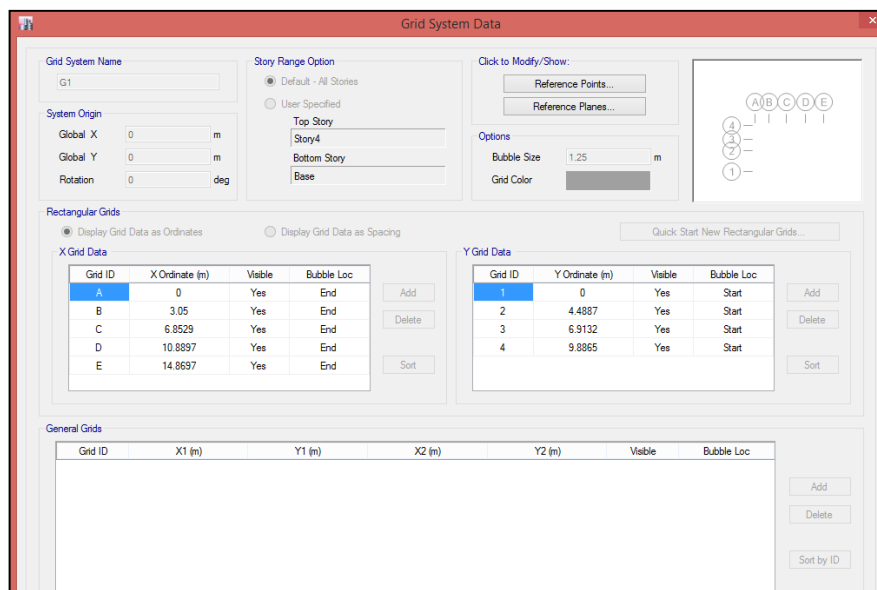 Grid System Data
Grid System Name
G1
System Origin
Global X 0 m
Global Y 0 m
Rotation 0 deg
Story Range Option
Default - All Stories
User Specified
Top Story
Story4
Bottom Story
Base
Click to Modify/Show:
Reference Points...
Reference Planes...
Options
Bubble Size 1.25 m
Grid Color
A B C D E
4
3
2
1
Rectangular Grids
Display Grid Data as Ordinates Display Grid Data as Spacing Quick Start New Rectangular Grids...
X Grid Data
Grid ID X Ordinate (m) Visible Bubble Loc
A 0 Yes End
B 3.05 Yes End
C 6.8529 Yes End
D 10.8897 Yes End
E 14.8697 Yes End
Add
Delete
Sort
Y Grid Data
Grid ID Y Ordinate (m) Visible Bubble Loc
1 0 Yes Start
2 4.4887 Yes Start
3 6.9132 Yes Start
4 9.8865 Yes Start
Add
Delete
Sort
General Grids
Grid ID X1 (m) Y1 (m) X2 (m) Y2 (m) Visible Bubble Loc
Add
Delete
Sort by ID